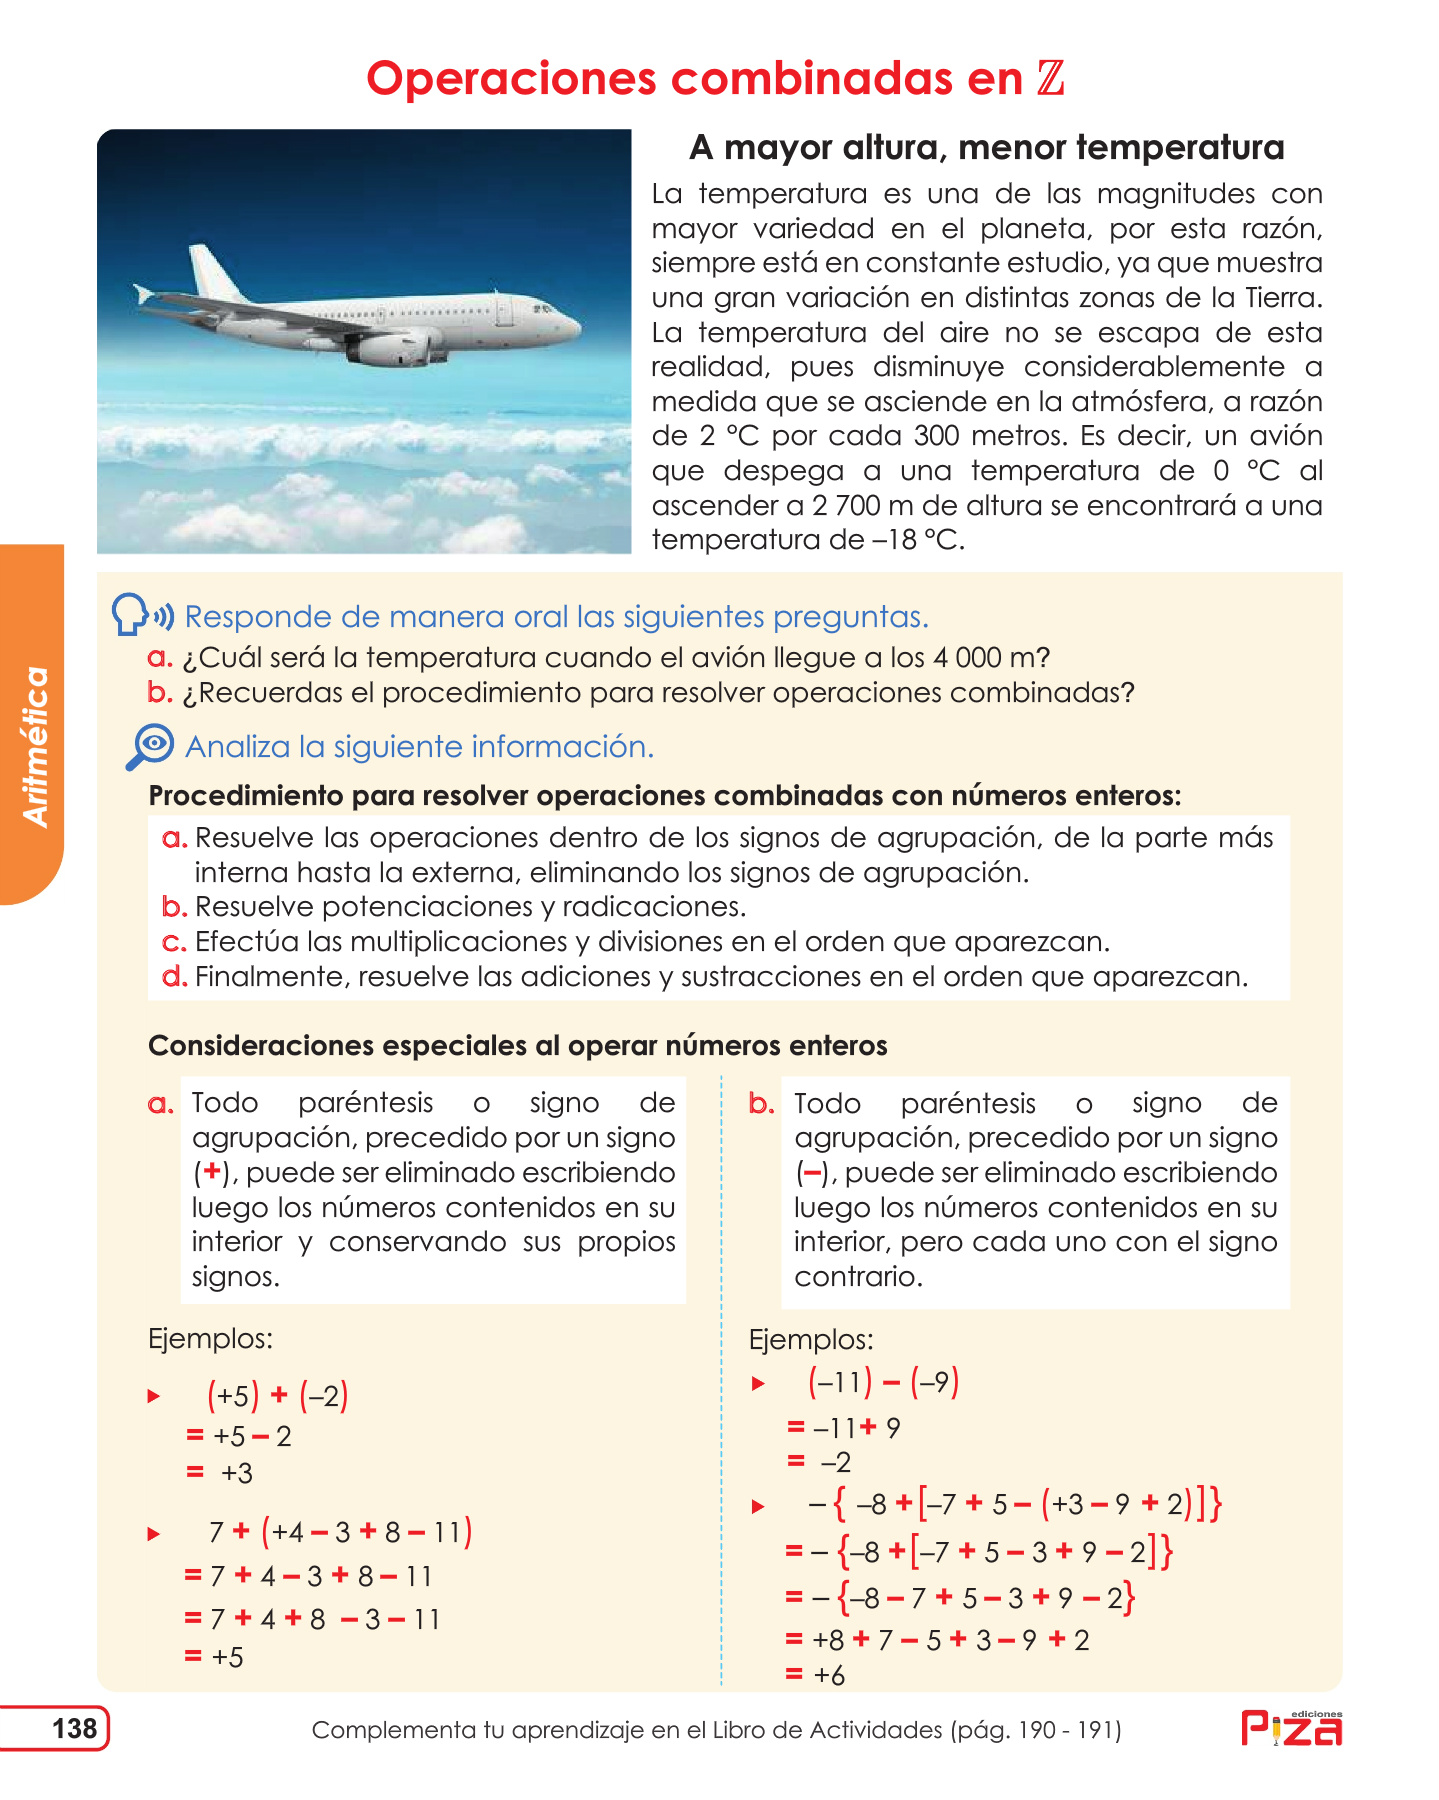 Operaciones combinadas en ℤ
A mayor altura, menor temperatura
La temperatura es una de las magnitudes con
mayor variedad en el planeta, por esta razón,
siempre está en constante estudio, ya que muestra
una gran variación en distintas zonas de la Tierra.
La temperatura del aire no se escapa de esta
realidad, pues disminuye considerablemente a
medida que se asciende en la atmósfera, a razón
de 2 °C por cada 300 metros. Es decir, un avión
que despega a una temperatura de 0 °C al
ascender a 2 700 m de altura se encontrará a una
temperatura de –18 °C.
Aritmética
Responde de manera oral las siguientes preguntas.
a. ¿Cuál será la temperatura cuando el avión llegue a los 4 000 m?
b. ¿Recuerdas el procedimiento para resolver operaciones combinadas?
Analiza la siguiente información.
Procedimiento para resolver operaciones combinadas con números enteros:
a. Resuelve las operaciones dentro de los signos de agrupación, de la parte más
interna hasta la externa, eliminando los signos de agrupación.
b. Resuelve potenciaciones y radicaciones.
c. Efectúa las multiplicaciones y divisiones en el orden que aparezcan.
d. Finalmente, resuelve las adiciones y sustracciones en el orden que aparezcan.
Consideraciones especiales al operar números enteros
a. Todo paréntesis o signo de
agrupación, precedido por un signo
(+), puede ser eliminado escribiendo
luego los números contenidos en su
interior y conservando sus propios
signos.
Ejemplos:
(+5) + (–2)
= +5 – 2
= +3
7 + (+4 – 3 + 8 – 11)
= 7 + 4 – 3 + 8 – 11
= 7 + 4 + 8 – 3 – 11
= +5
b. Todo paréntesis o signo de
agrupación, precedido por un signo
(–), puede ser eliminado escribiendo
luego los números contenidos en su
interior, pero cada uno con el signo
contrario.
Ejemplos:
(–11) – (–9)
= –11 + 9
= –2
– { –8 + [–7 + 5 – (+3 – 9 + 2)]}
= – {–8 + [–7 + 5 – 3 + 9 – 2]}
= – {–8 – 7 + 5 – 3 + 9 – 2}
= +8 + 7 – 5 + 3 – 9 + 2
= +6
138
Complementa tu aprendizaje en el Libro de Actividades (pág. 190 - 191)
ediciones
Piza